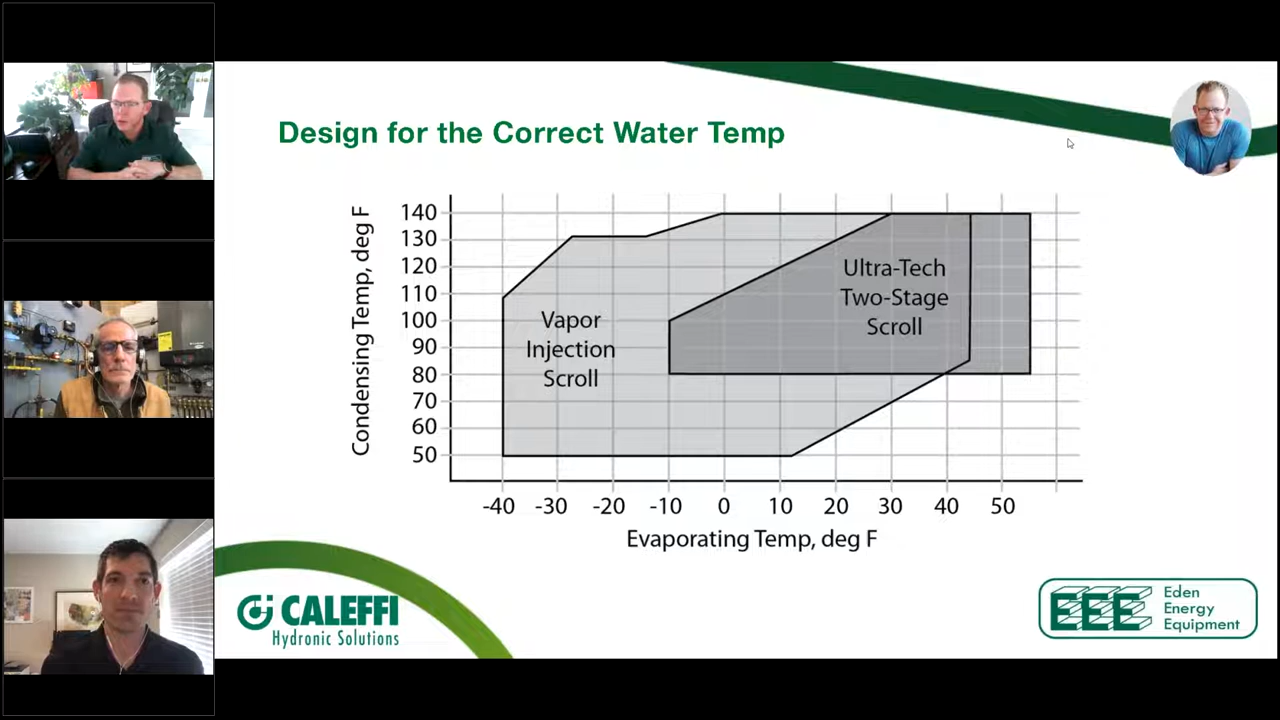 Design for the Correct Water Temp
Condensing Temp, deg F
140
130
120
110
100
90
80
70
60
50
Vapor
Injection
Scroll
Ultra-Tech
Two-Stage
Scroll
-40 -30 -20 -10 0 10 20 30 40 50
Evaporating Temp, deg F
CALEFFI
Hydronic Solutions
EEE
Eden
Energy
Equipment